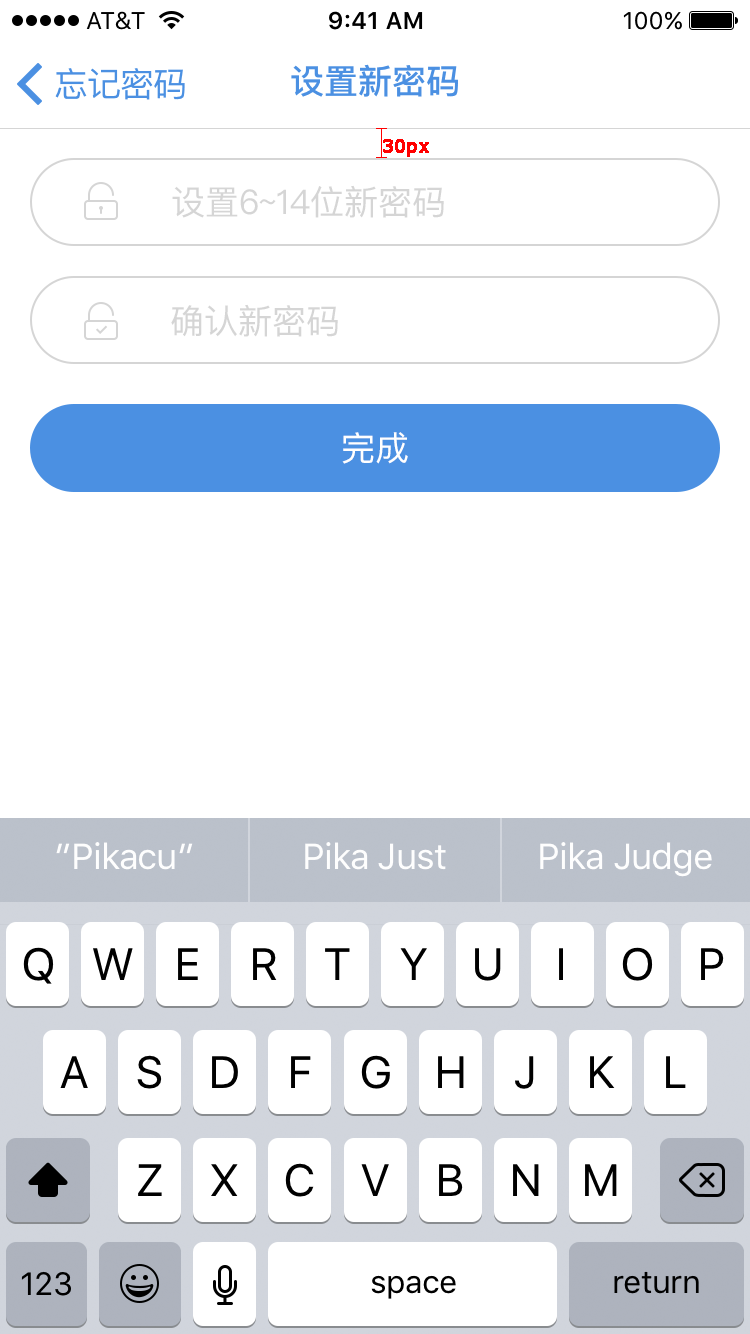 AT&T 9:41 AM 100%
忘记密码 设置新密码
30px
设置6~14位新密码
确认新密码
完成
"Pikacu" Pika Just Pika Judge
Q W E R T Y U I O P
A S D F G H J K L
Z X C V B N M
123 space return